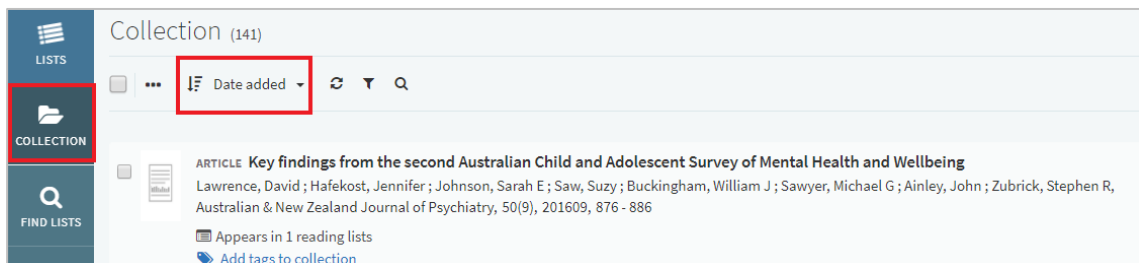 LISTS
COLLECTION
FIND LISTS
Collection (141)
Date added
ARTICLE Key findings from the second Australian Child and Adolescent Survey of Mental Health and Wellbeing
Lawrence, David ; Hafekost, Jennifer ; Johnson, Sarah E ; Saw, Suzy ; Buckingham, William J ; Sawyer, Michael G ; Ainley, John ; Zubrick, Stephen R,
Australian & New Zealand Journal of Psychiatry, 50(9), 201609, 876 - 886
Appears in 1 reading lists
Add tags to collection